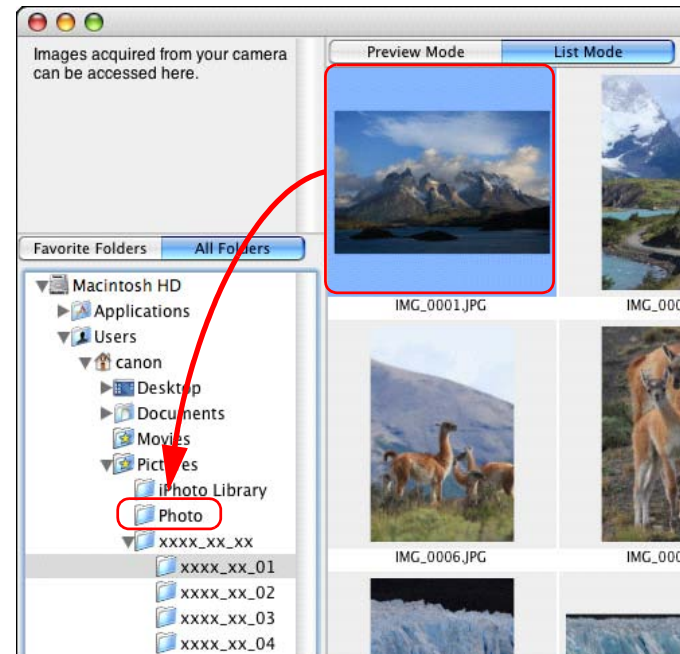 Images acquired from your camera
can be accessed here.
Preview Mode
List Mode
Favorite Folders
All Folders
Macintosh HD
Applications
Users
canon
Desktop
Documents
Movies
Pictures
iPhoto Library
Photo
xxxx_xx_xx
xxxx_xx_01
xxxx_xx_02
xxxx_xx_03
xxxx_xx_04
IMG_0001.JPG
IMG_000
IMG_0006.JPG
IMG_000